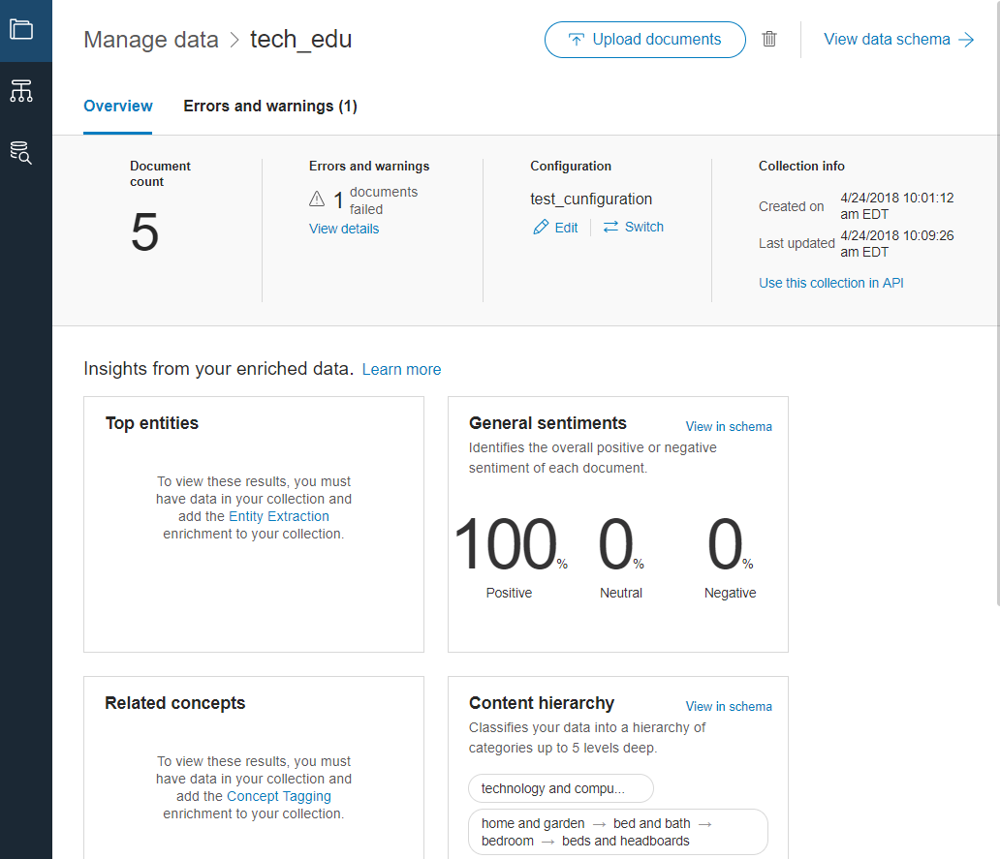 Manage data > tech_edu
Upload documents
View data schema →
Overview
Errors and warnings (1)
Document
count
5
Errors and warnings
1 documents
failed
View details
Configuration
test_cunfiguration
Edit
Switch
Collection info
Created on
4/24/2018 10:01:12
am EDT
Last updated
4/24/2018 10:09:26
am EDT
Use this collection in API
Insights from your enriched data. Learn more
Top entities
To view these results, you must
have data in your collection and
add the Entity Extraction
enrichment to your collection.
General sentiments
View in schema
Identifies the overall positive or negative
sentiment of each document.
100% 0% 0%
Positive Neutral Negative
Related concepts
To view these results, you must
have data in your collection and
add the Concept Tagging
enrichment to your collection.
Content hierarchy
View in schema
Classifies your data into a hierarchy of
categories up to 5 levels deep.
technology and compu...
home and garden → bed and bath →
bedroom → beds and headboards